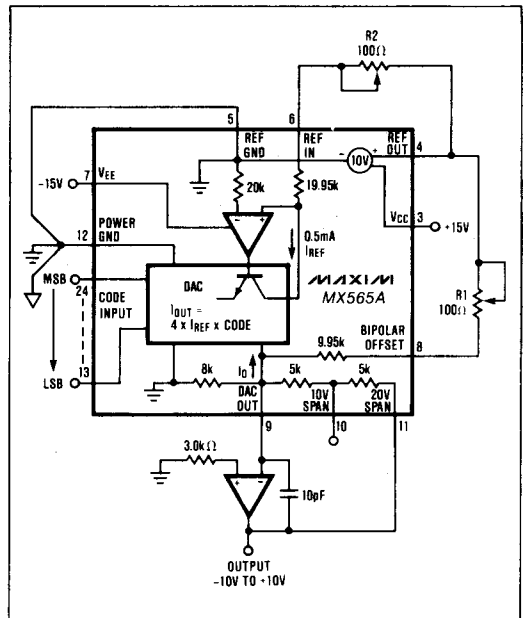 R2
100Ω
5
6
REF
GND
REF
IN
REF
OUT
4
- 10V +
-15V
7
VEE
20k
19.95k
VCC
3
+15V
12
POWER
GND
0.5mA
IREF
MSB
24
CODE
INPUT
DAC
IOUT =
4 x IREF x CODE
MAXIM
MX565A
R1
100Ω
BIPOLAR
OFFSET
8
9.95k
LSB
13
8k
IO
DAC
OUT
5k
10V
SPAN
5k
20V
SPAN
9
10
11
3.0kΩ
+ -
10pF
OUTPUT
-10V TO +10V